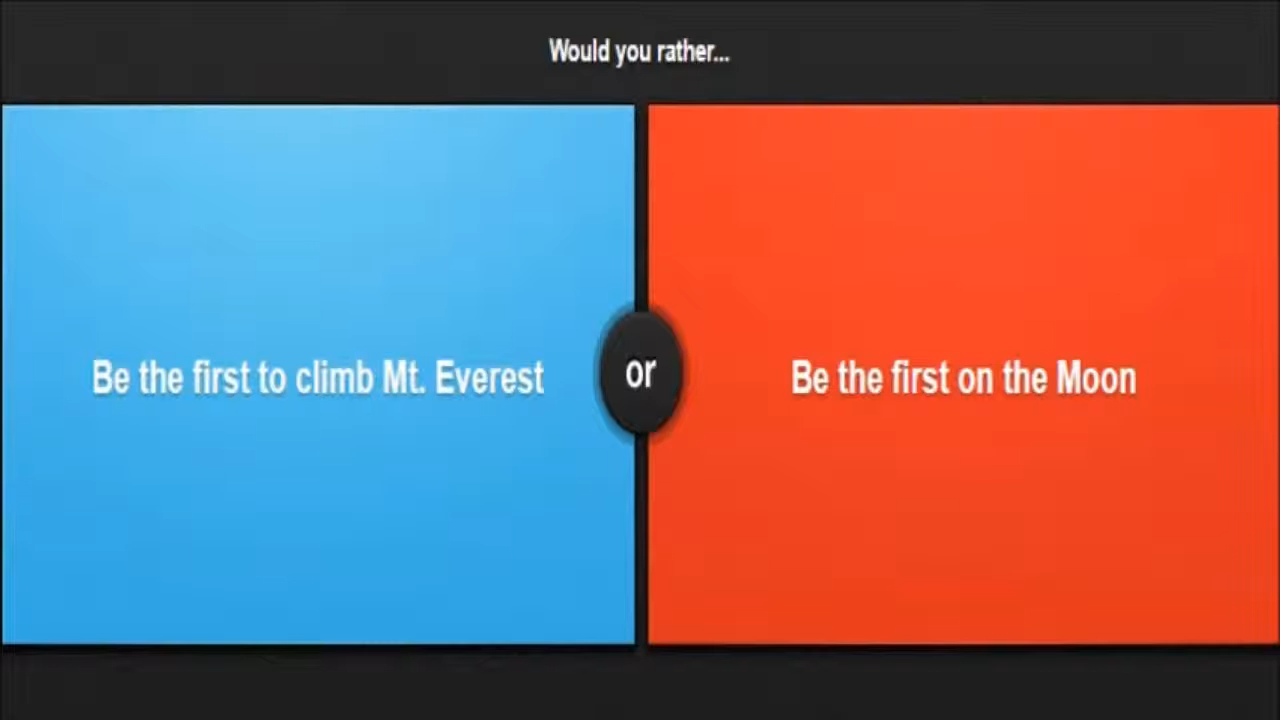 Would you rather...
Be the first to climb Mt. Everest
or
Be the first on the Moon